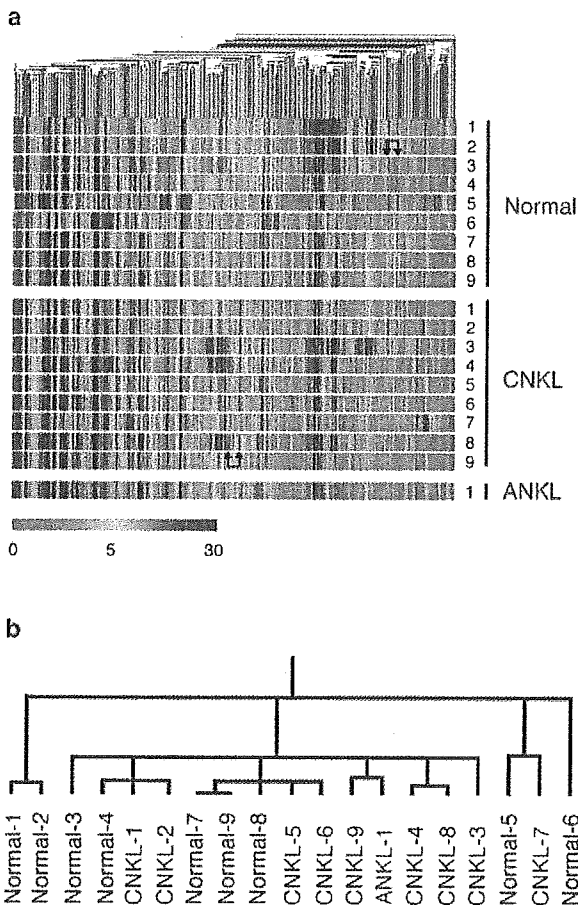 a
1
2
3
4
5
6
7
8
9
Normal
1
2
3
4
5
6
7
8
9
CNKL
1
ANKL
0 5 30
b
Normal-1
Normal-2
Normal-3
Normal-4
CNKL-1
CNKL-2
Normal-7
Normal-9
Normal-8
CNKL-5
CNKL-6
CNKL-9
ANKL-1
CNKL-4
CNKL-8
CNKL-3
Normal-5
CNKL-7
Normal-6